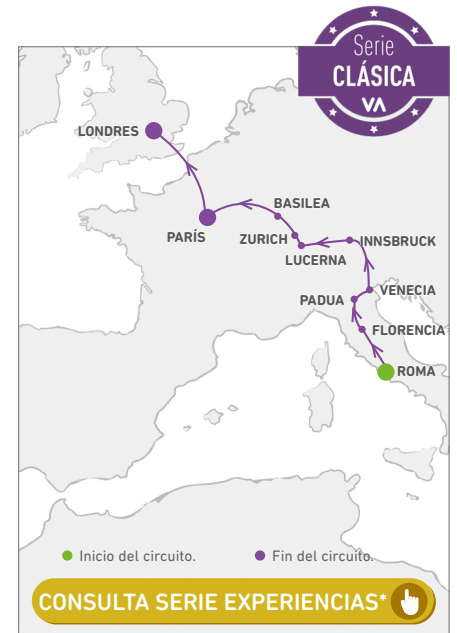 Serie
CLÁSICA
VA
LONDRES
BASILEA
PARÍS
ZURICH
INNSBRUCK
LUCERNA
VENECIA
PADUA
FLORENCIA
ROMA
Inicio del circuito.
Fin del circuito.
CONSULTA SERIE EXPERIENCIAS*